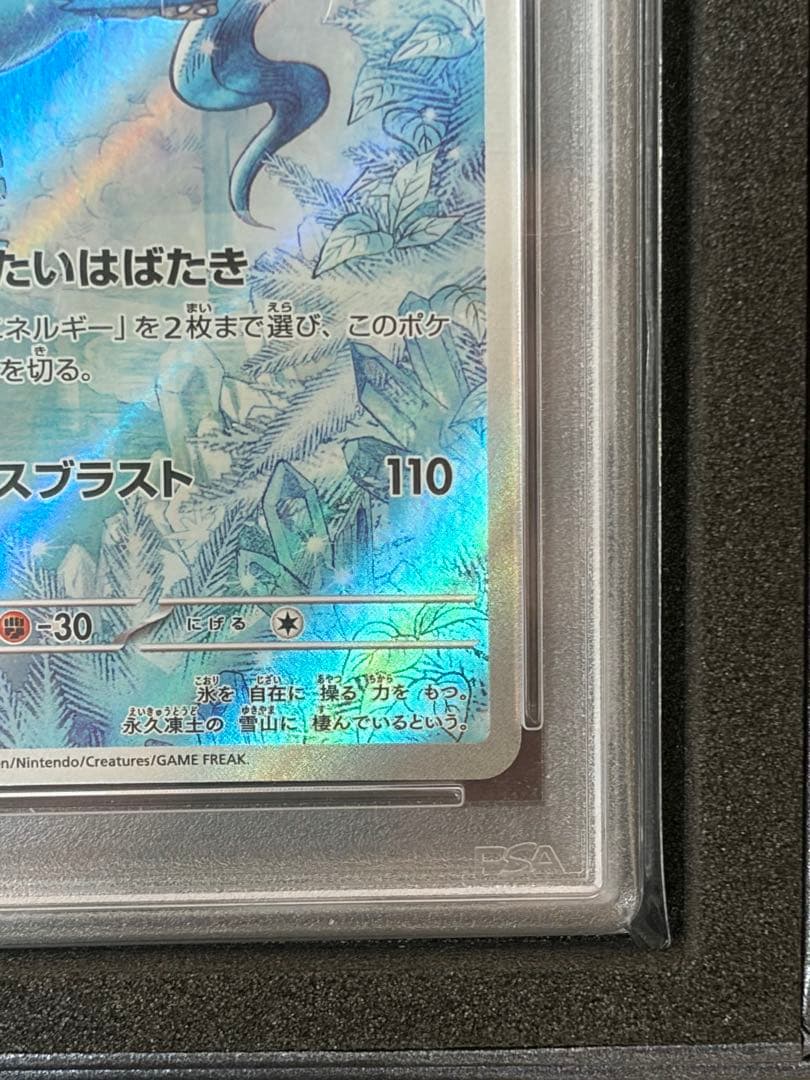 たいはばたき
エネルギー」を2枚まで選び、このポケ
を切る。
スブラスト 110
-30 にげる
氷を 自在に 操る 力を もつ。
永久凍土の 雪山に 棲んでいるという。
n/Nintendo/Creatures/GAME FREAK.
PSA